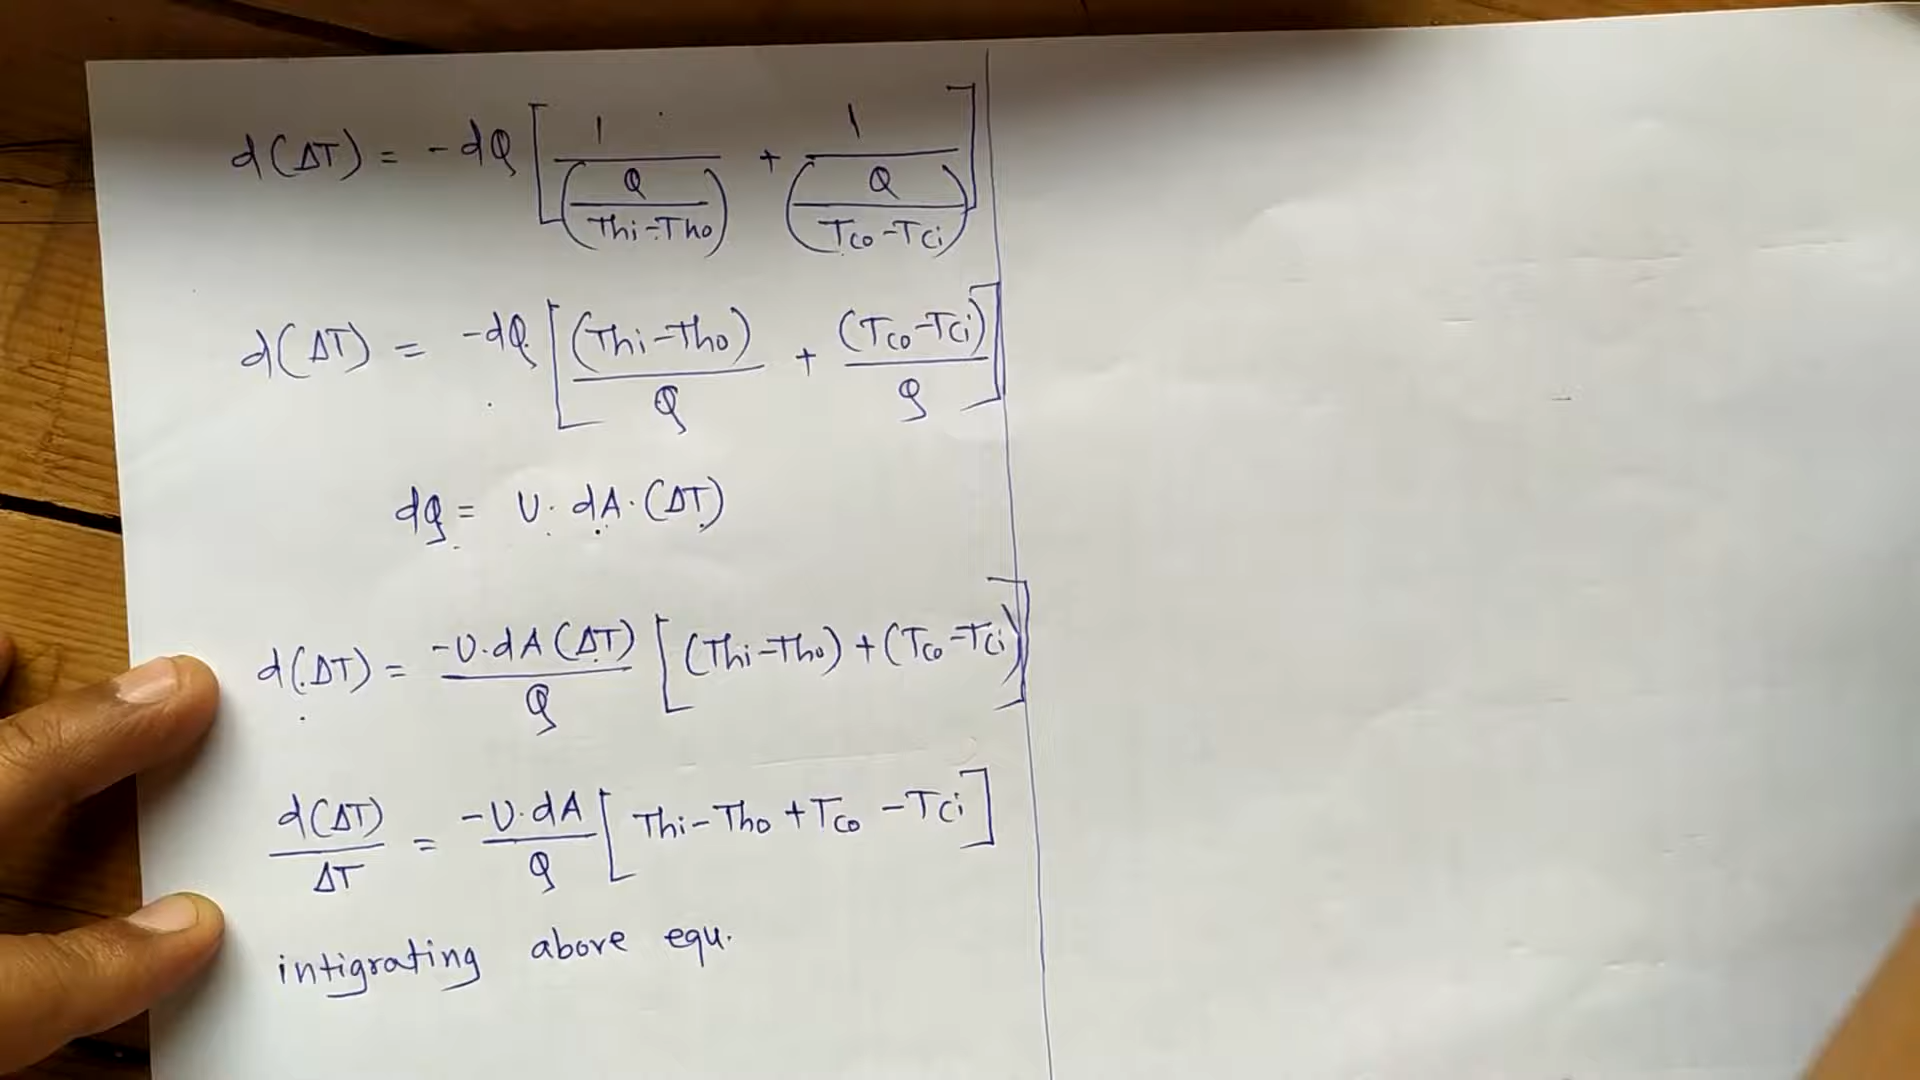 d(ΔT) = -dQ [ 1/(Q/(Thi-Tho)) + 1/(Q/(Tco-Tci)) ]
d(ΔT) = -dQ [ (Thi-Tho)/Q + (Tco-Tci)/Q ]
dQ = U. dA. (ΔT)
d(ΔT) = -U.dA(ΔT)/Q [ (Thi-Tho) + (Tco-Tci) ]
d(ΔT)/ΔT = -U.dA/Q [ Thi-Tho + Tco -Tci ]
intigrating above equ.